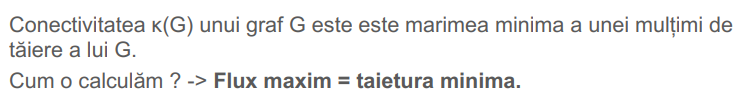 Conectivitatea κ(G) unui graf G este este marimea minima a unei mulțimi de
tăiere a lui G.
Cum o calculăm ? -> Flux maxim = taietura minima.